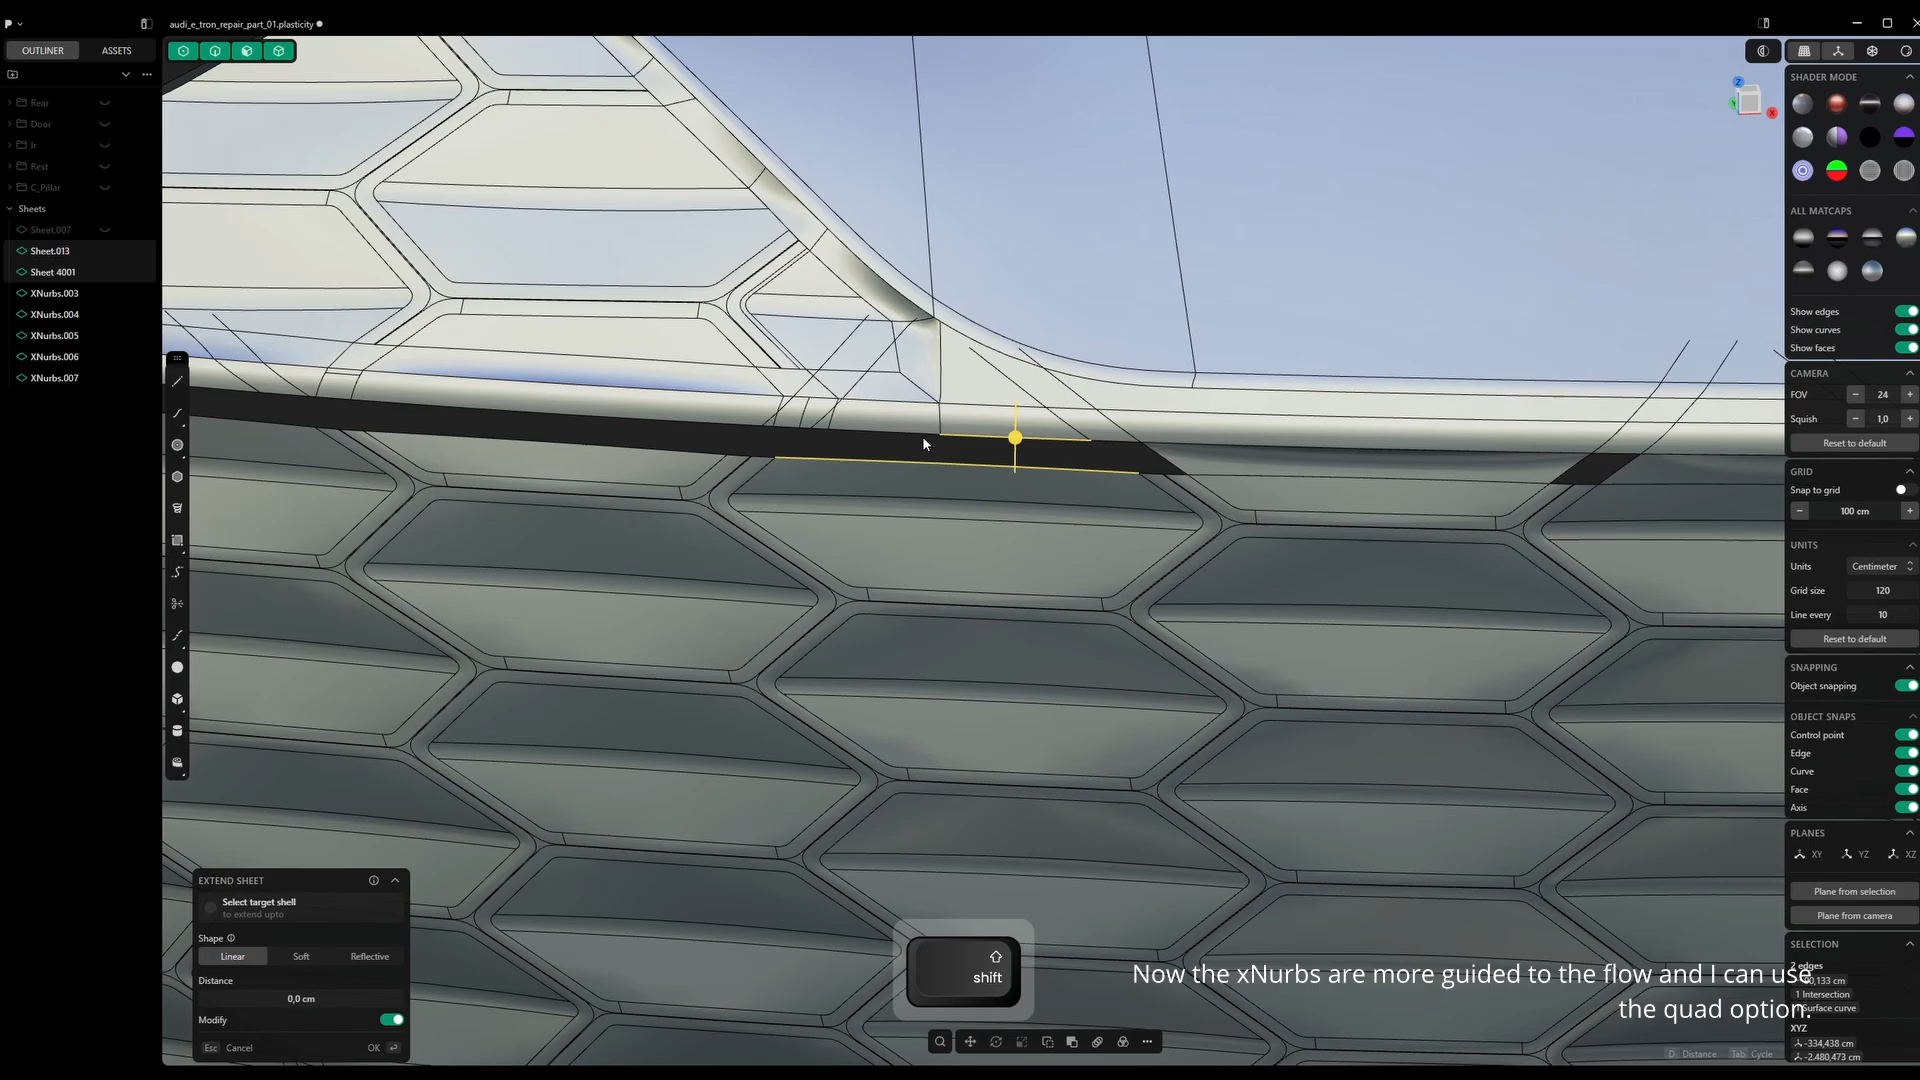 audi_e_tron_repair_part_01.plasticity
OUTLINER
ASSETS
Rear
Door
Ir
Rest
C_Pillar
Sheets
Sheet.007
Sheet.013
Sheet 4001
XNurbs.003
XNurbs.004
XNurbs.005
XNurbs.006
XNurbs.007
EXTEND SHEET
Select target shell
to extend upto
Shape
Linear Soft Reflective
Distance
0,0 cm
Modify
Esc Cancel OK
shift
Now the xNurbs are more guided to the flow and I can use
the quad option.
D Distance Tab Cycle
Z
Y
X
SHADER MODE
ALL MATCAPS
Show edges
Show curves
Show faces
CAMERA
FOV 24
Squish 1,0
Reset to default
GRID
Snap to grid
100 cm
UNITS
Units Centimeter
Grid size 120
Line every 10
Reset to default
SNAPPING
Object snapping
OBJECT SNAPS
Control point
Edge
Curve
Face
Axis
PLANES
XY YZ XZ
Plane from selection
Plane from camera
SELECTION
2 edges
1 Intersection
Surface curve
XYZ
-334,438 cm
-2.480,473 cm